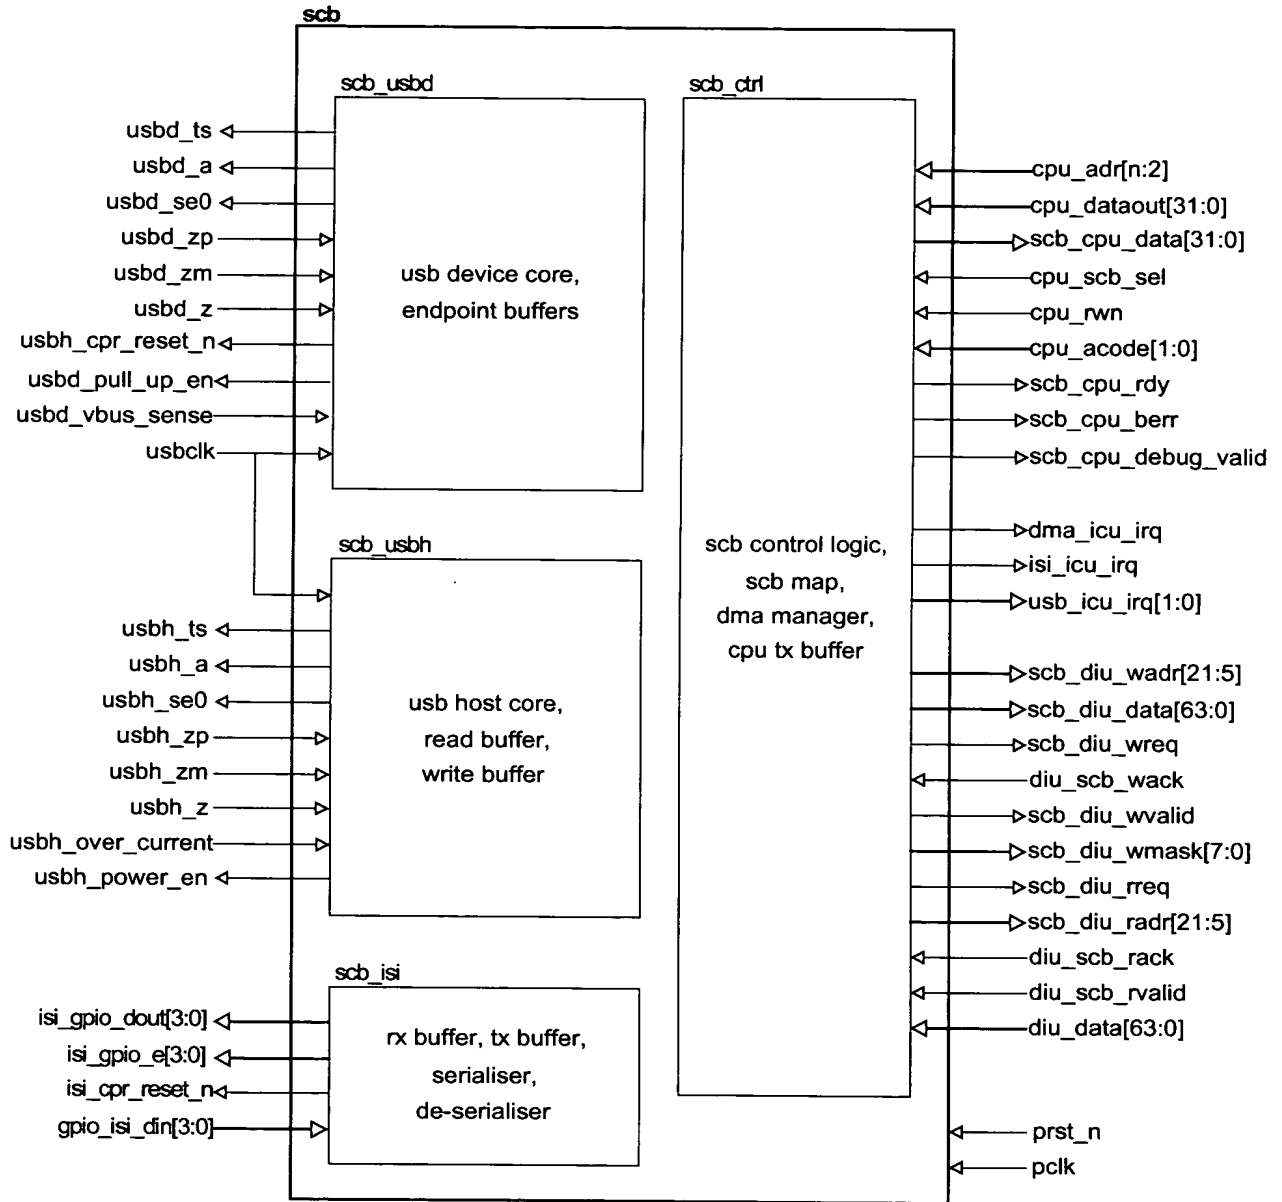 scb
scb_usbd
usbd_ts
usbd_a
usbd_se0
usbd_zp
usbd_zm
usbd_z
usbh_cpr_reset_n
usbd_pull_up_en
usbd_vbus_sense
usbclk
usb device core,
endpoint buffers
scb_usbh
usbh_ts
usbh_a
usbh_se0
usbh_zp
usbh_zm
usbh_z
usbh_over_current
usbh_power_en
usb host core,
read buffer,
write buffer
scb_isi
isi_gpio_dout[3:0]
isi_gpio_e[3:0]
isi_cpr_reset_n
gpio_isi_din[3:0]
rx buffer, tx buffer,
serialiser,
de-serialiser
scb_ctrl
scb control logic,
scb map,
dma manager,
cpu tx buffer
cpu_adr[n:2]
cpu_dataout[31:0]
scb_cpu_data[31:0]
cpu_scb_sel
cpu_rwn
cpu_acode[1:0]
scb_cpu_rdy
scb_cpu_berr
scb_cpu_debug_valid
dma_icu_irq
isi_icu_irq
usb_icu_irq[1:0]
scb_diu_wadr[21:5]
scb_diu_data[63:0]
scb_diu_wreq
diu_scb_wack
scb_diu_wvalid
scb_diu_wmask[7:0]
scb_diu_rreq
scb_diu_radr[21:5]
diu_scb_rack
diu_scb_rvalid
diu_data[63:0]
prst_n
pclk